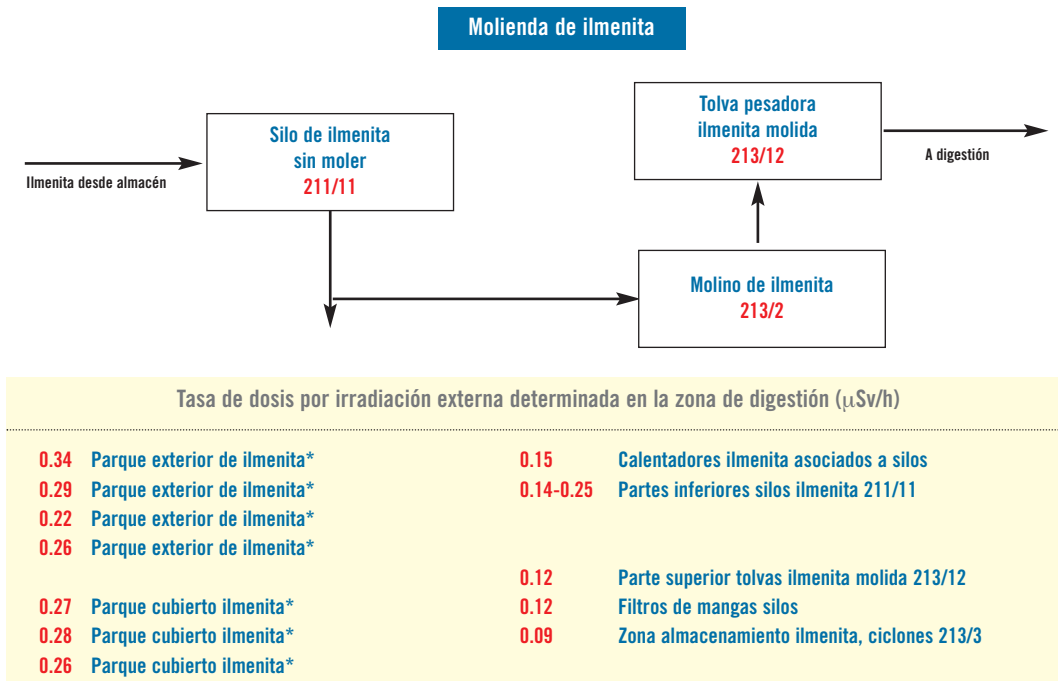 Molienda de ilmenita
Silo de ilmenita
sin moler
211/11
Ilmenita desde almacén
Tolva pesadora
ilmenita molida
213/12
A digestión
Molino de ilmenita
213/2
Tasa de dosis por irradiación externa determinada en la zona de digestión (μSv/h)
0.34 Parque exterior de ilmenita*
0.29 Parque exterior de ilmenita*
0.22 Parque exterior de ilmenita*
0.26 Parque exterior de ilmenita*
0.27 Parque cubierto ilmenita*
0.28 Parque cubierto ilmenita*
0.26 Parque cubierto ilmenita*
0.15 Calentadores ilmenita asociados a silos
0.14-0.25 Partes inferiores silos ilmenita 211/11
0.12 Parte superior tolvas ilmenita molida 213/12
0.12 Filtros de mangas silos
0.09 Zona almacenamiento ilmenita, ciclones 213/3